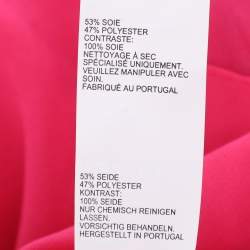 53% SOIE
47% POLYESTER
CONTRASTE:
100% SOIE
NETTOYAGE À SEC
SPÉCIALISÉ UNIQUEMENT.
VEUILLEZ MANIPULER AVEC
SOIN.
FABRIQUÉ AU PORTUGAL
53% SEIDE
47% POLYESTER
KONTRAST:
100% SEIDE
NUR CHEMISCH REINIGEN
LASSEN.
VORSICHTIG BEHANDELN.
HERGESTELLT IN PORTUGAL